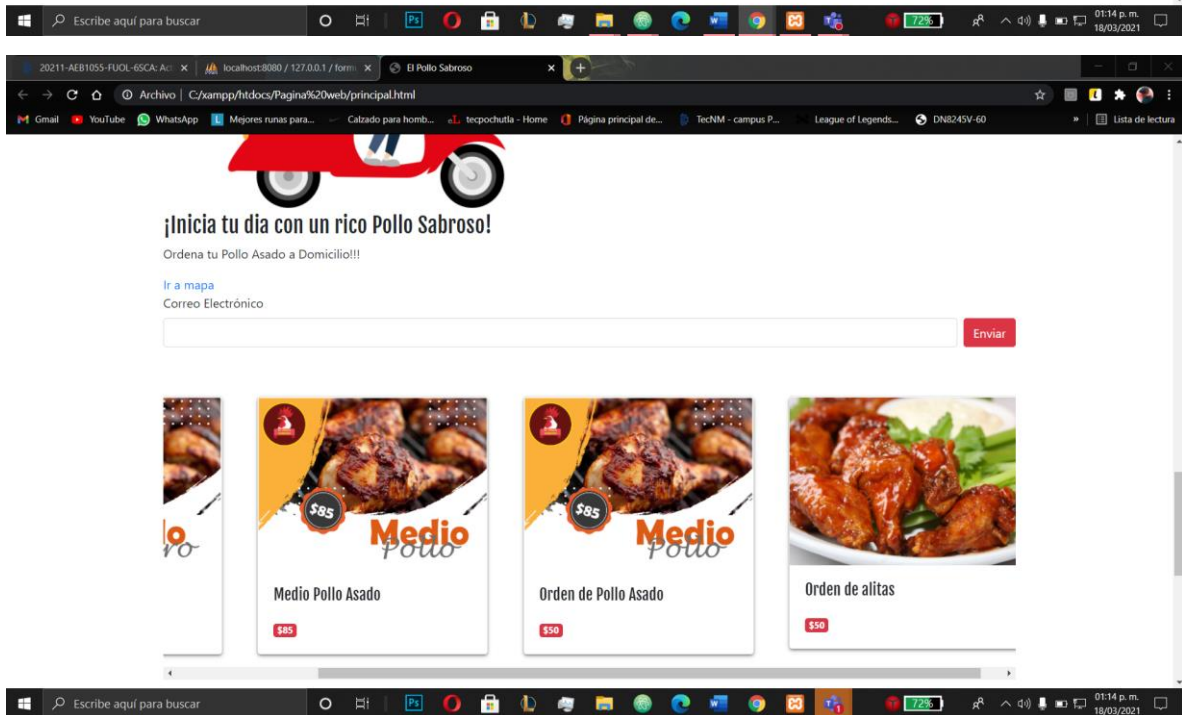 Escribe aquí para buscar
Ps
72%
01:14 p. m.
18/03/2021
20211-AEB1055-FUOL-6SCA: Act
localhost:8080 / 127.0.0.1 / form
El Pollo Sabroso
Archivo | C:/xampp/htdocs/Pagina%20web/principal.html
Gmail
YouTube
WhatsApp
Mejores runas para...
Calzado para homb...
tecpochutla - Home
Página principal de...
TecNM - campus P...
League of Legends...
DN8245V-60
»
Lista de lectura
¡Inicia tu dia con un rico Pollo Sabroso!
Ordena tu Pollo Asado a Domicilio!!!
Ir a mapa
Correo Electrónico
Enviar
$85
Medio
Pollo
$85
Medio
Pollo
Medio Pollo Asado
Orden de Pollo Asado
Orden de alitas
$85
$50
$50
Escribe aquí para buscar
Ps
72%
01:14 p. m.
18/03/2021